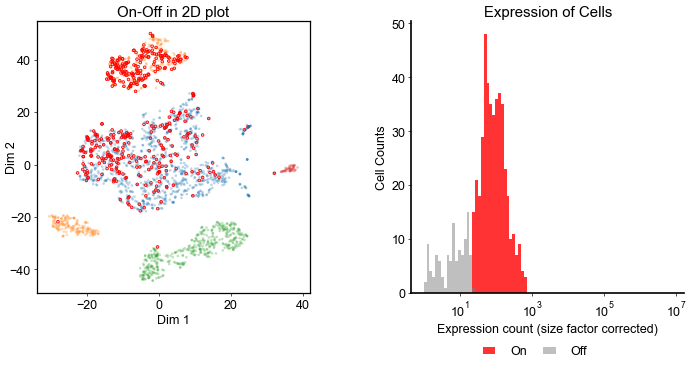 On-Off in 2D plot
40
20
0
−20
−40
−20
0
20
40
Dim 2
Dim 1
Expression of Cells
50
40
30
20
10
0
10^1
10^3
10^5
10^7
Cell Counts
Expression count (size factor corrected)
On Off